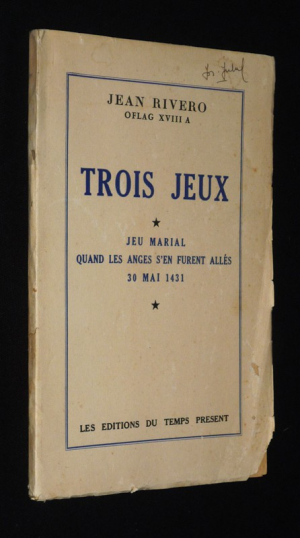 JEAN RIVERO
OFLAG XVIII A
TROIS JEUX
★
JEU MARIAL
QUAND LES ANGES S'EN FURENT ALLÉS
30 MAI 1431
★
LES EDITIONS DU TEMPS PRESENT